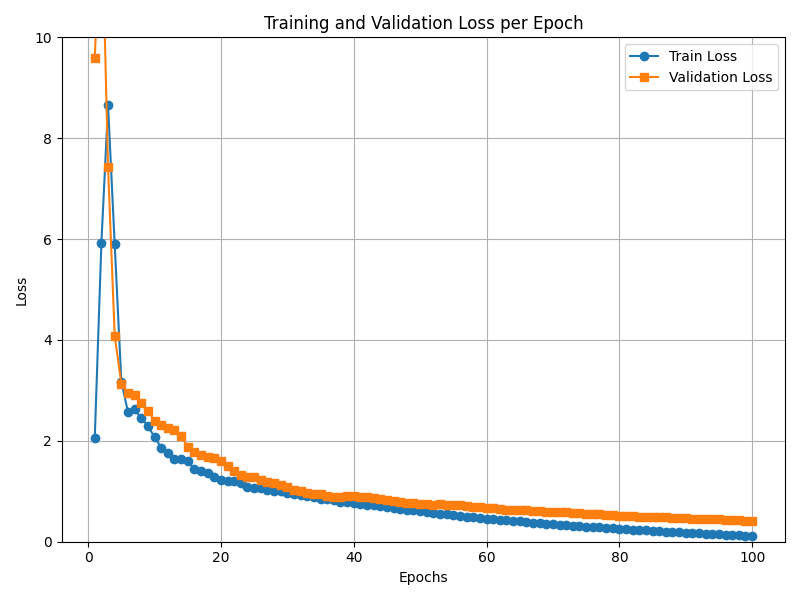 Training and Validation Loss per Epoch
Train Loss
Validation Loss
10
8
6
4
2
0
Loss
0 20 40 60 80 100
Epochs